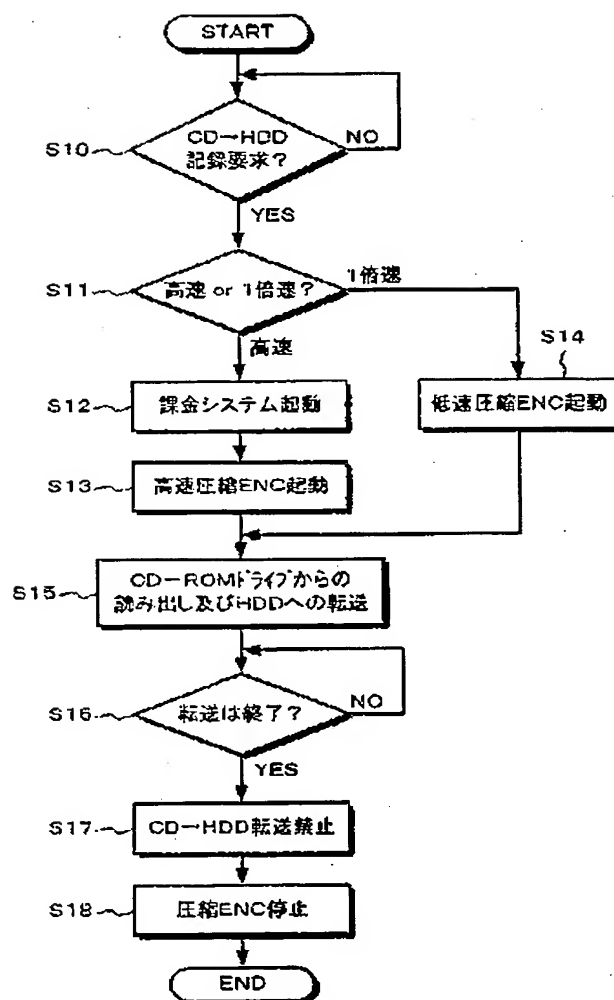 START
S10
CD→HDD
記録要求?
NO
YES
S11
高速 or 1倍速?
1倍速
高速
S14
低速圧縮ENC起動
S12
課金システム起動
S13
高速圧縮ENC起動
S15
CD-ROMドライブからの
読み出し及びHDDへの転送
S16
転送は終了?
NO
YES
S17
CD→HDD転送禁止
S18
圧縮ENC停止
END